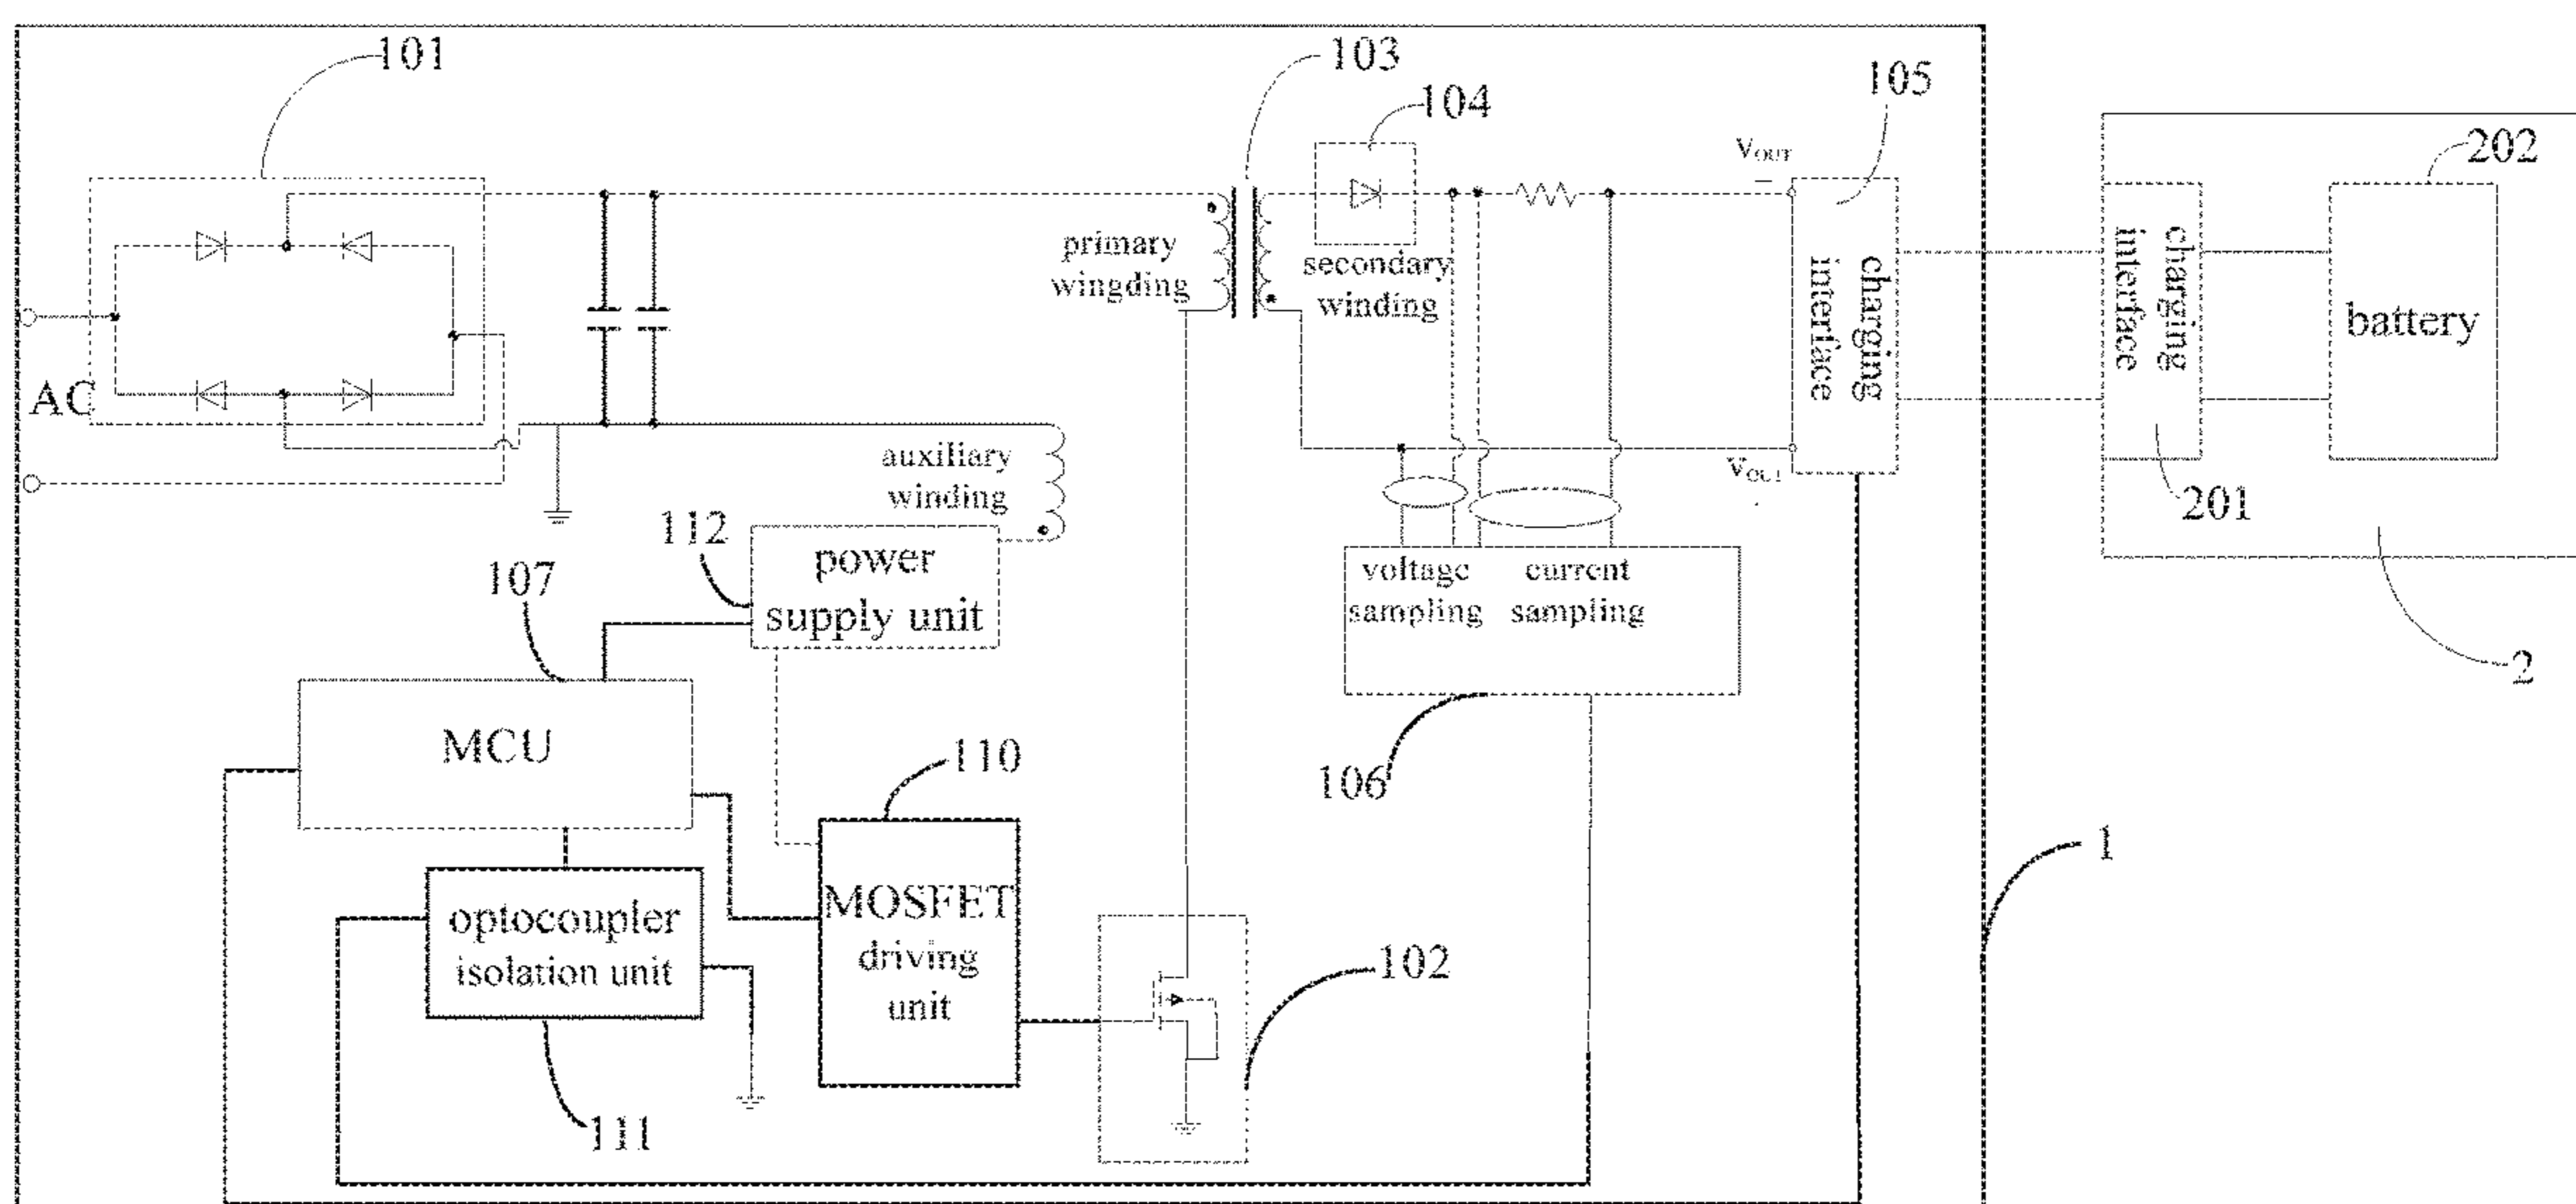 101
103
104
105
V_OUT
202
primary
wingding
secondary
winding
charging
interface
charging
interface
battery
AC
auxiliary
winding
201
112
power
supply unit
voltage
sampling
current
sampling
107
2
MCU
110
106
1
MOSFET
driving
unit
optocoupler
isolation unit
102
111